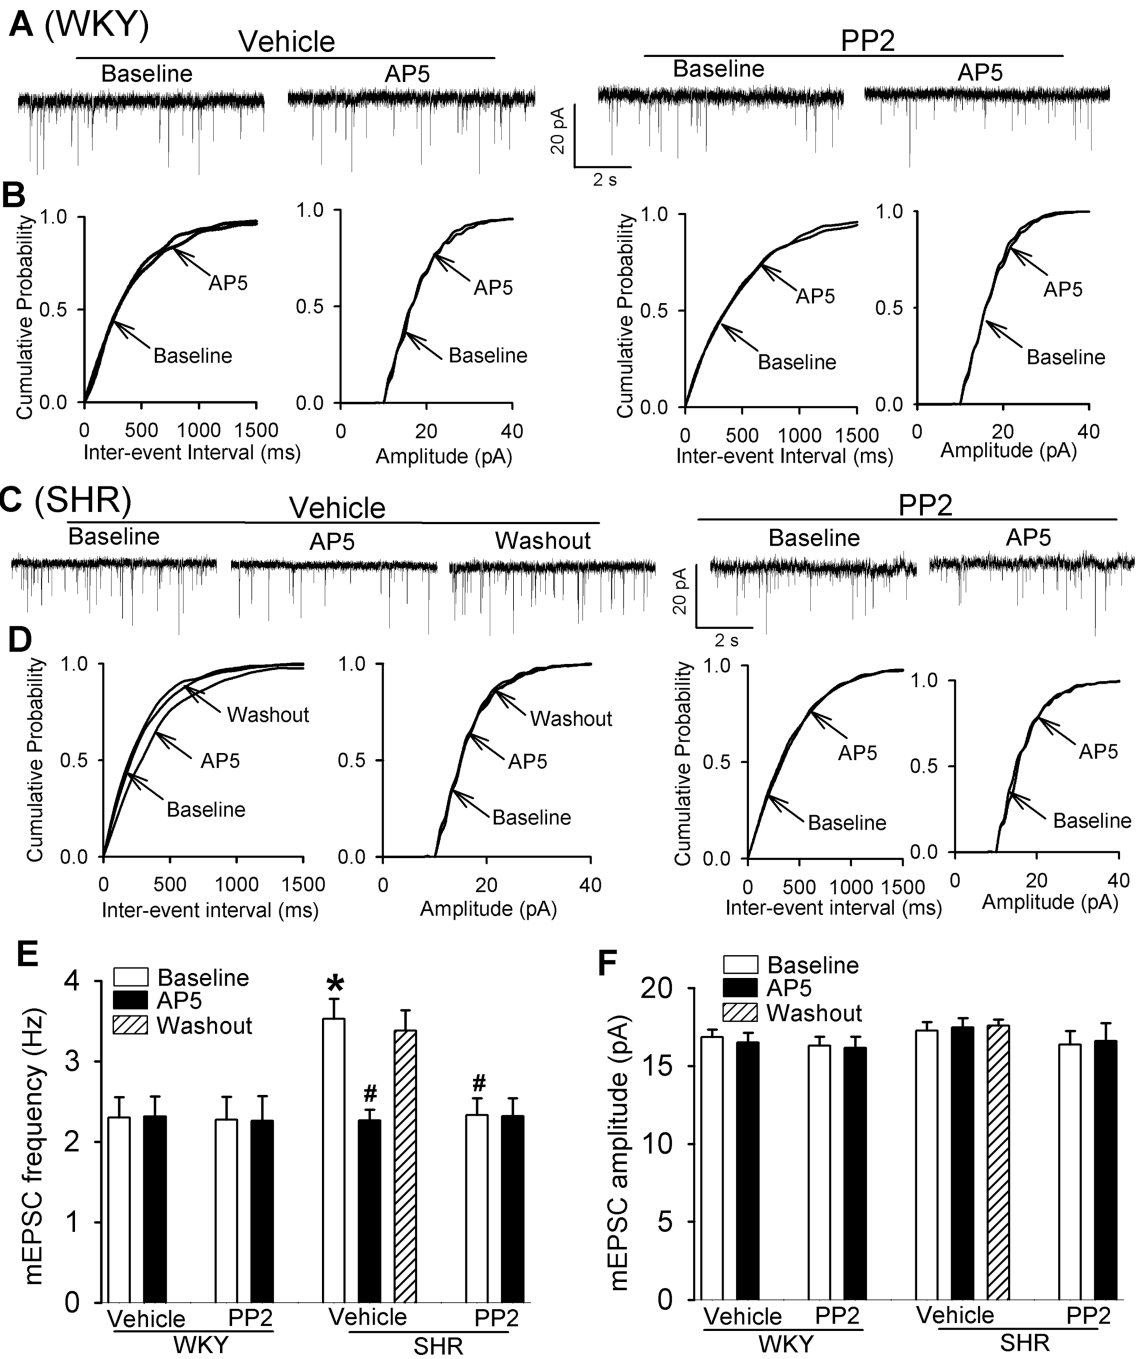 A (WKY)
Vehicle
PP2
Baseline
AP5
Baseline
AP5
20 pA
2 s
B
Cumulative Probability
1.0
0.5
0.0
AP5
Baseline
0 500 1000 1500
Inter-event Interval (ms)
1.0
0.5
0.0
AP5
Baseline
0 20 40
Amplitude (pA)
Cumulative Probability
1.0
0.5
0.0
AP5
Baseline
0 500 1000 1500
Inter-event Interval (ms)
1.0
0.5
0.0
AP5
Baseline
0 20 40
Amplitude (pA)
C (SHR)
Vehicle
PP2
Baseline
AP5
Washout
Baseline
AP5
20 pA
2 s
D
Cumulative Probability
1.0
0.5
0.0
Washout
AP5
Baseline
0 500 1000 1500
Inter-event interval (ms)
1.0
0.5
0.0
Washout
AP5
Baseline
0 20 40
Amplitude (pA)
Cumulative Probability
1.0
0.5
0.0
AP5
Baseline
0 500 1000 1500
Inter-event interval (ms)
1.0
0.5
0.0
AP5
Baseline
0 20 40
Amplitude (pA)
E
mEPSC frequency (Hz)
4
3
2
1
0
Baseline
AP5
Washout
*
#
#
Vehicle PP2 Vehicle PP2
WKY SHR
F
mEPSC amplitude (pA)
20
15
10
5
0
Baseline
AP5
Washout
Vehicle PP2 Vehicle PP2
WKY SHR